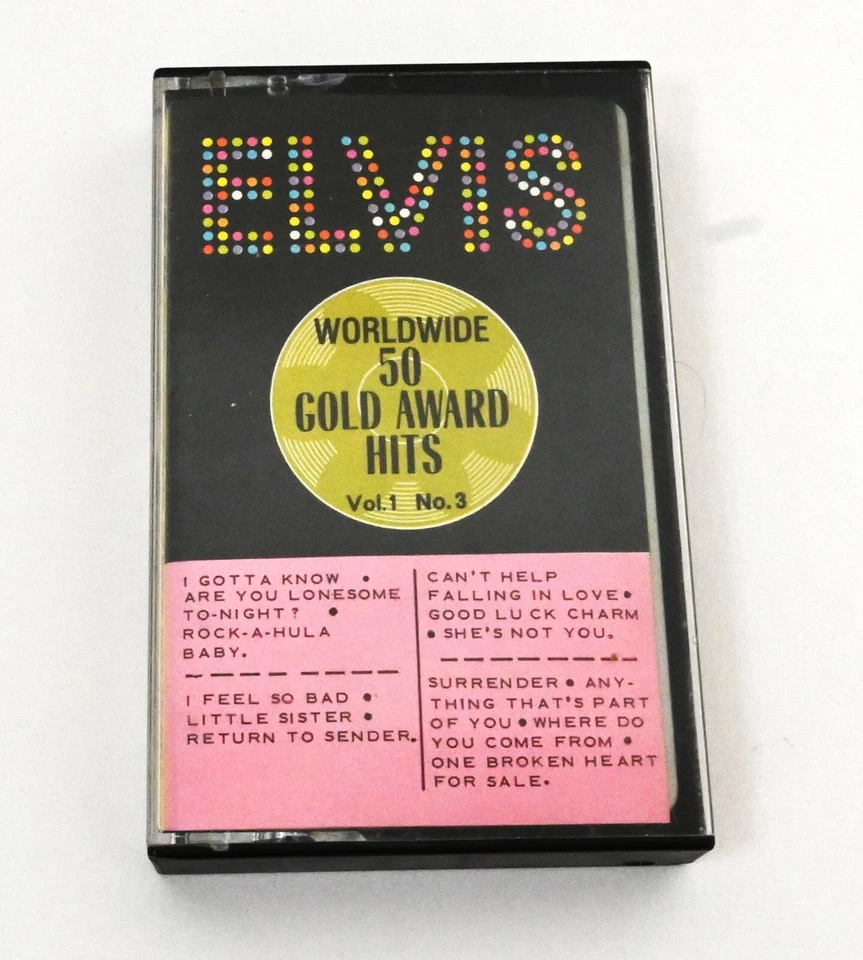 ELVIS
WORLDWIDE
50
GOLD AWARD
HITS
Vol.1 No.3
I GOTTA KNOW •
ARE YOU LONESOME
TO-NIGHT? •
ROCK-A-HULA
BABY.
I FEEL SO BAD •
LITTLE SISTER •
RETURN TO SENDER.
CAN'T HELP
FALLING IN LOVE •
GOOD LUCK CHARM
• SHE'S NOT YOU.
SURRENDER • ANY-
THING THAT'S PART
OF YOU • WHERE DO
YOU COME FROM •
ONE BROKEN HEART
FOR SALE.